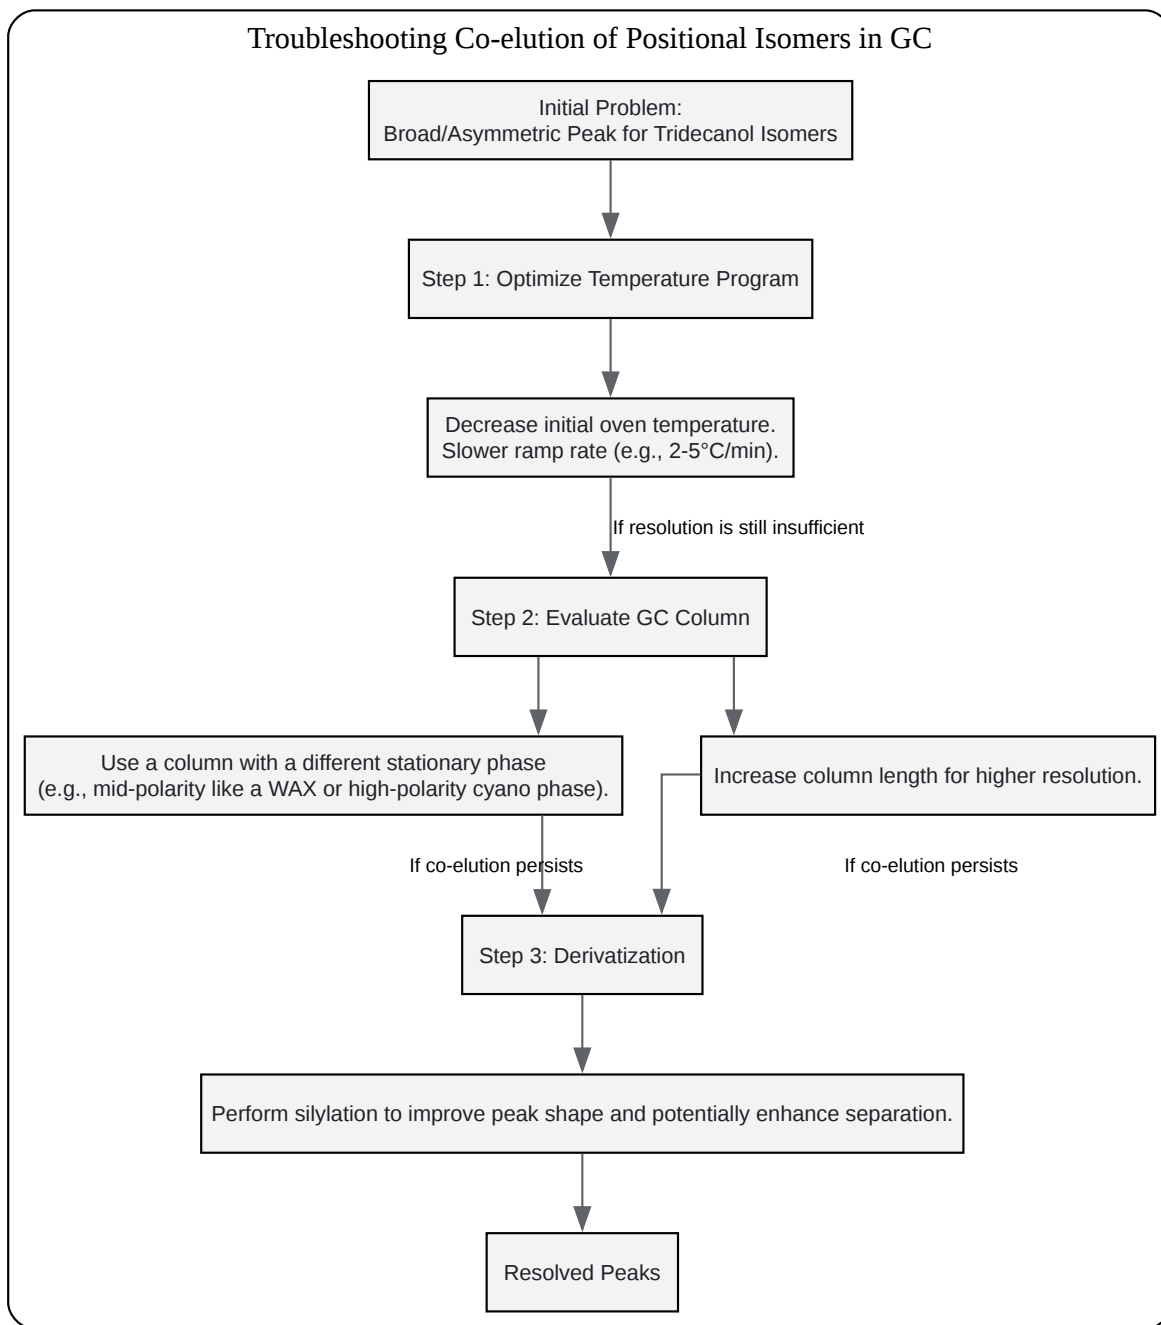 Troubleshooting Co-elution of Positional Isomers in GC
Initial Problem:
Broad/Asymmetric Peak for Tridecanol Isomers
Step 1: Optimize Temperature Program
Decrease initial oven temperature.
Slower ramp rate (e.g., 2-5°C/min).
If resolution is still insufficient
Step 2: Evaluate GC Column
Use a column with a different stationary phase
(e.g., mid-polarity like a WAX or high-polarity cyano phase).
Increase column length for higher resolution.
If co-elution persists
If co-elution persists
Step 3: Derivatization
Perform silylation to improve peak shape and potentially enhance separation.
Resolved Peaks